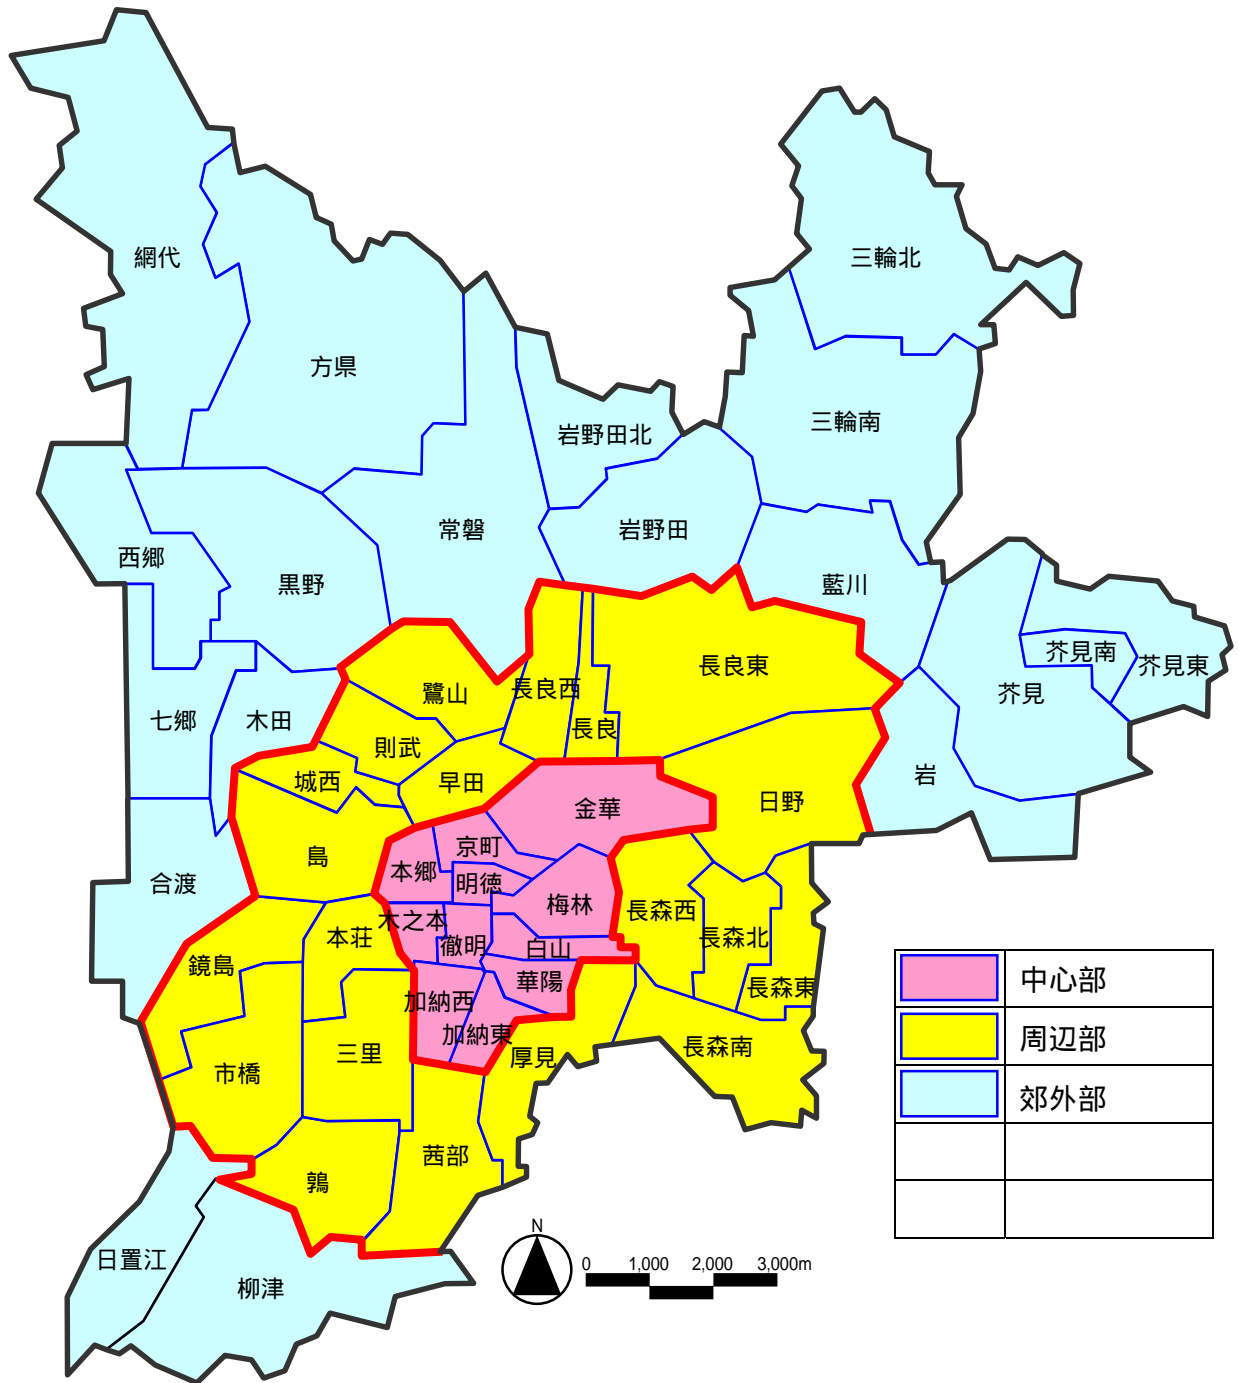 網代
三輪北
方県
三輪南
岩野田北
常磐
岩野田
西郷
黒野
藍川
芥見南
長良東
芥見東
鷺山
長良西
芥見
七郷
木田
長良
則武
岩
城西
早田
日野
金華
京町
島
本郷
合渡
明徳
梅林
長森西
木之本
本荘
長森北
徹明
白山
鏡島
華陽
長森東
加納西
加納東
三里
厚見
長森南
市橋
茜部
鶉
日置江
柳津
中心部
周辺部
郊外部
N
0 1,000 2,000 3,000m